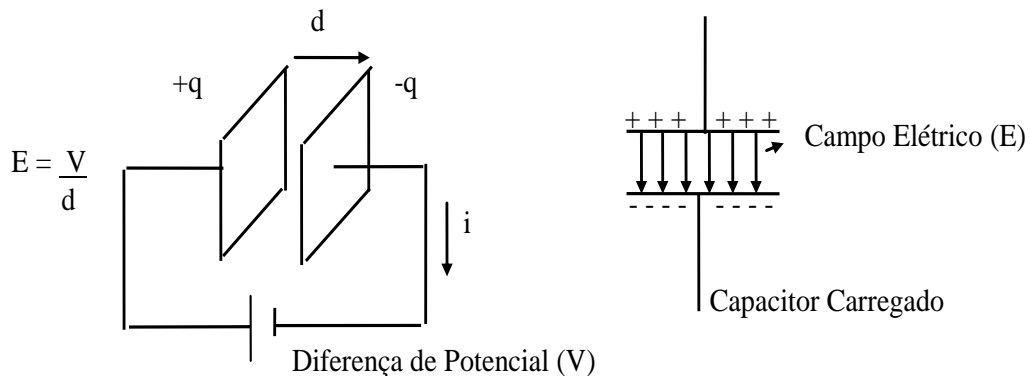 d
+q
-q
E = V
d
i
Diferença de Potencial (V)
+ + + + + +
Campo Elétrico (E)
- - - - - - - -
Capacitor Carregado